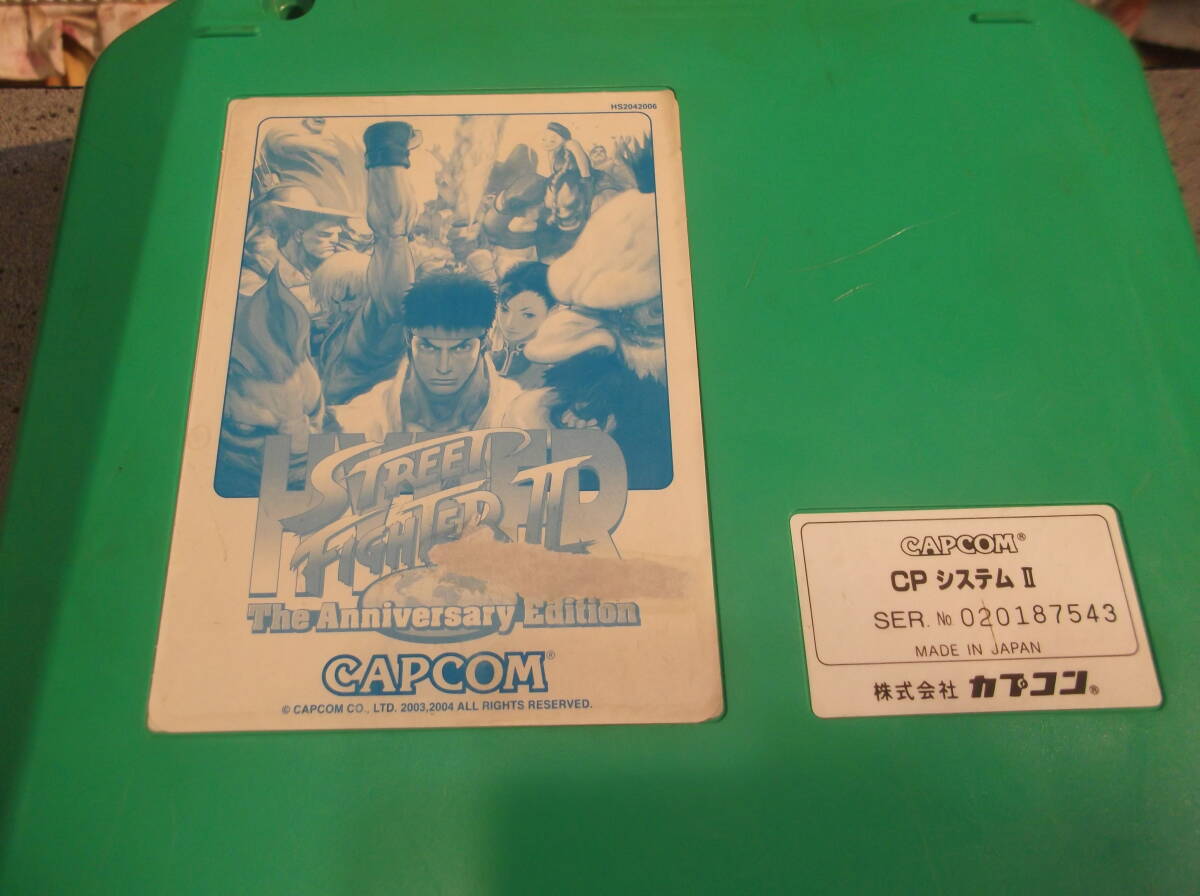 HS2042006
HYPER
STREET
FIGHTER II
The Anniversary Edition
CAPCOM®
© CAPCOM CO., LTD. 2003,2004 ALL RIGHTS RESERVED.
CAPCOM®
CP システム II
SER. No 020187543
MADE IN JAPAN
株式会社 カプコン®